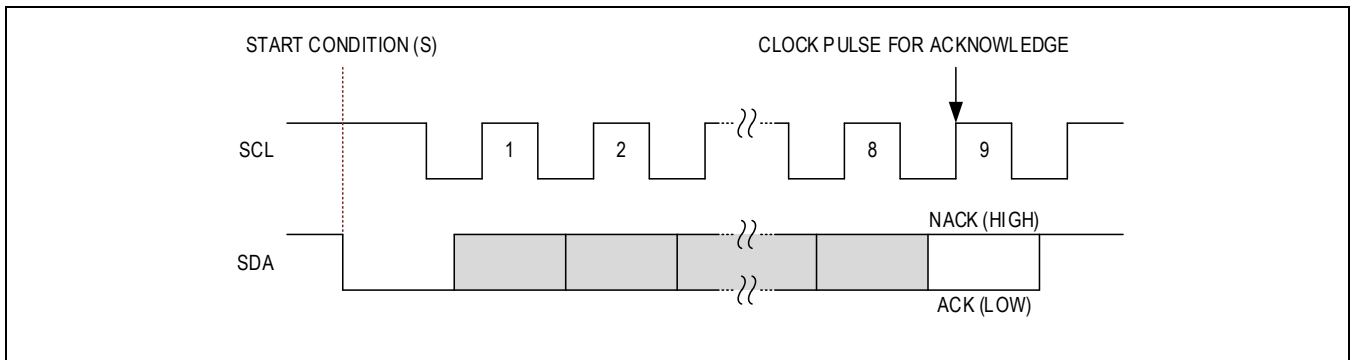 START CONDITION (S)
CLOCK PULSE FOR ACKNOWLEDGE
SCL
1
2
8
9
NACK (HIGH)
SDA
ACK (LOW)